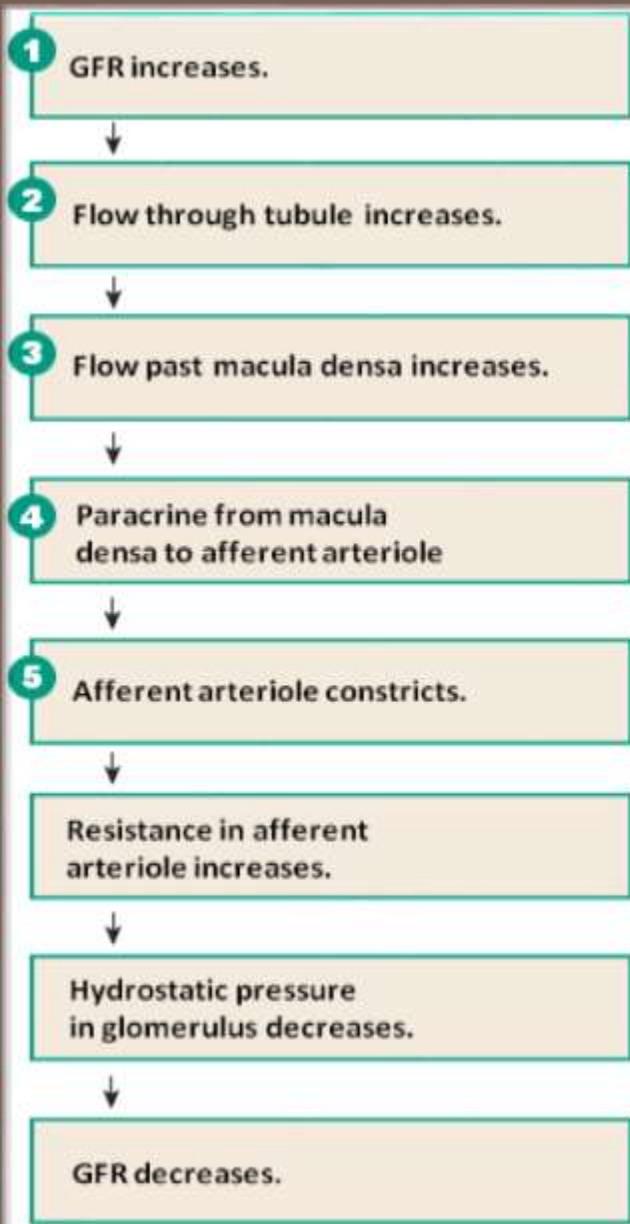 1
GFR increases.
2
Flow through tubule increases.
3
Flow past macula densa increases.
4
Paracrine from macula
densa to afferent arteriole
5
Afferent arteriole constricts.
Resistance in afferent
arteriole increases.
Hydrostatic pressure
in glomerulus decreases.
GFR decreases.